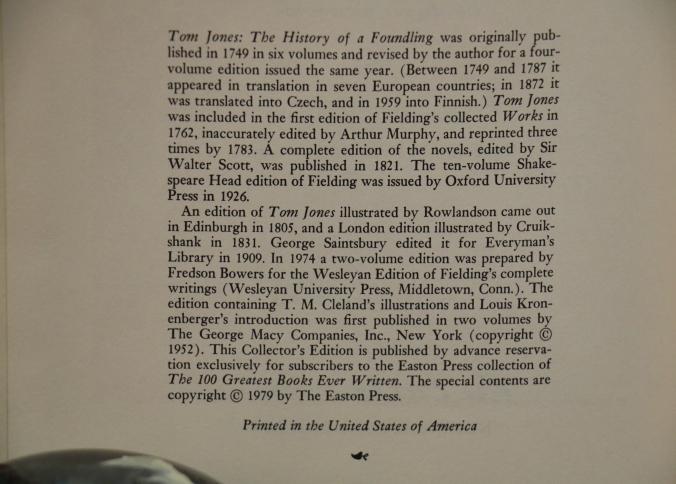 Tom Jones: The History of a Foundling was originally pub-
lished in 1749 in six volumes and revised by the author for a four-
volume edition issued the same year. (Between 1749 and 1787 it
appeared in translation in seven European countries; in 1872 it
was translated into Czech, and in 1959 into Finnish.) Tom Jones
was included in the first edition of Fielding's collected Works in
1762, inaccurately edited by Arthur Murphy, and reprinted three
times by 1783. A complete edition of the novels, edited by Sir
Walter Scott, was published in 1821. The ten-volume Shake-
speare Head edition of Fielding was issued by Oxford University
Press in 1926.
An edition of Tom Jones illustrated by Rowlandson came out
in Edinburgh in 1805, and a London edition illustrated by Cruik-
shank in 1831. George Saintsbury edited it for Everyman's
Library in 1909. In 1974 a two-volume edition was prepared by
Fredson Bowers for the Wesleyan Edition of Fielding's complete
writings (Wesleyan University Press, Middletown, Conn.). The
edition containing T. M. Cleland's illustrations and Louis Kron-
enberger's introduction was first published in two volumes by
The George Macy Companies, Inc., New York (copyright ©
1952). This Collector's Edition is published by advance reserva-
tion exclusively for subscribers to the Easton Press collection of
The 100 Greatest Books Ever Written. The special contents are
copyright © 1979 by The Easton Press.
Printed in the United States of America